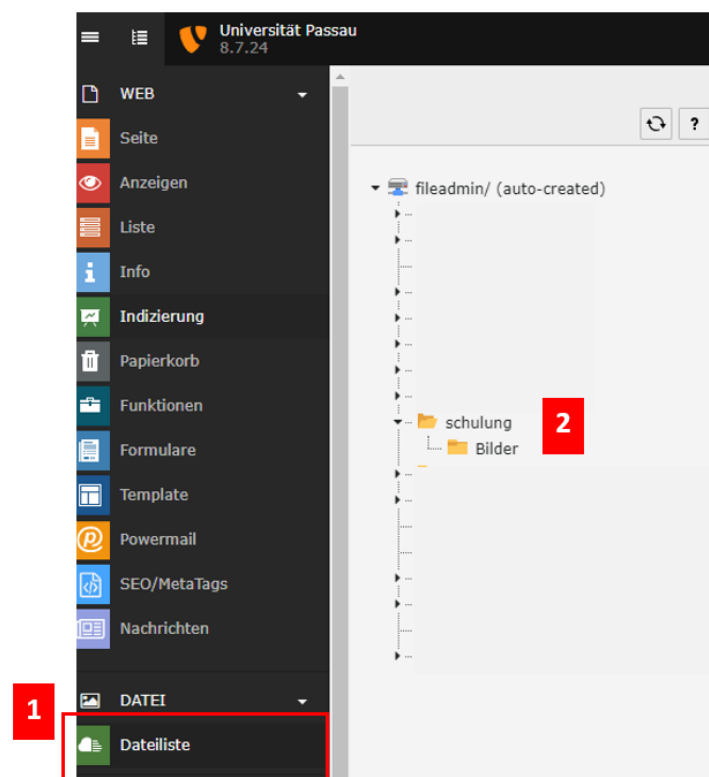 Universität Passau
8.7.24
WEB
Seite
Anzeigen
Liste
Info
Indizierung
Papierkorb
Funktionen
Formulare
Template
Powermail
SEO/MetaTags
Nachrichten
1
DATEI
Dateiliste
?
fileadmin/ (auto-created)
schulung
2
Bilder